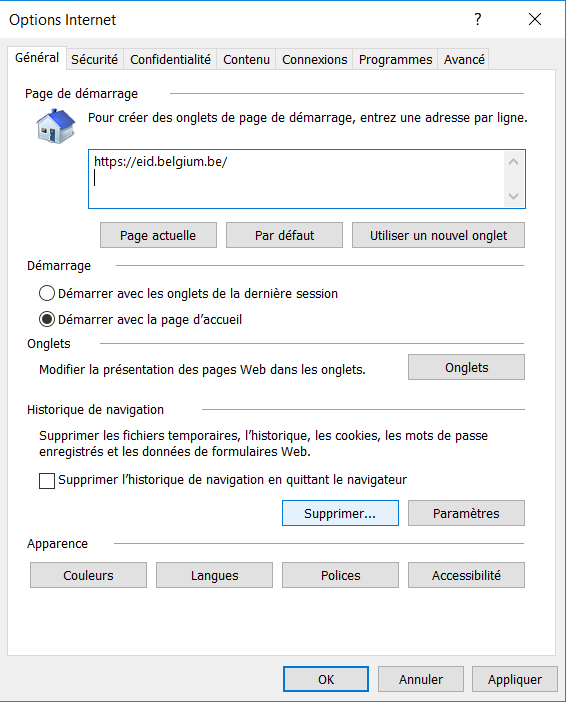 Options Internet
?
Général Sécurité Confidentialité Contenu Connexions Programmes Avancé
Page de démarrage
Pour créer des onglets de page de démarrage, entrez une adresse par ligne.
https://eid.belgium.be/
Page actuelle Par défaut Utiliser un nouvel onglet
Démarrage
Démarrer avec les onglets de la dernière session
Démarrer avec la page d’accueil
Onglets
Modifier la présentation des pages Web dans les onglets. Onglets
Historique de navigation
Supprimer les fichiers temporaires, l’historique, les cookies, les mots de passe
enregistrés et les données de formulaires Web.
Supprimer l’historique de navigation en quittant le navigateur
Supprimer... Paramètres
Apparence
Couleurs Langues Polices Accessibilité
OK Annuler Appliquer